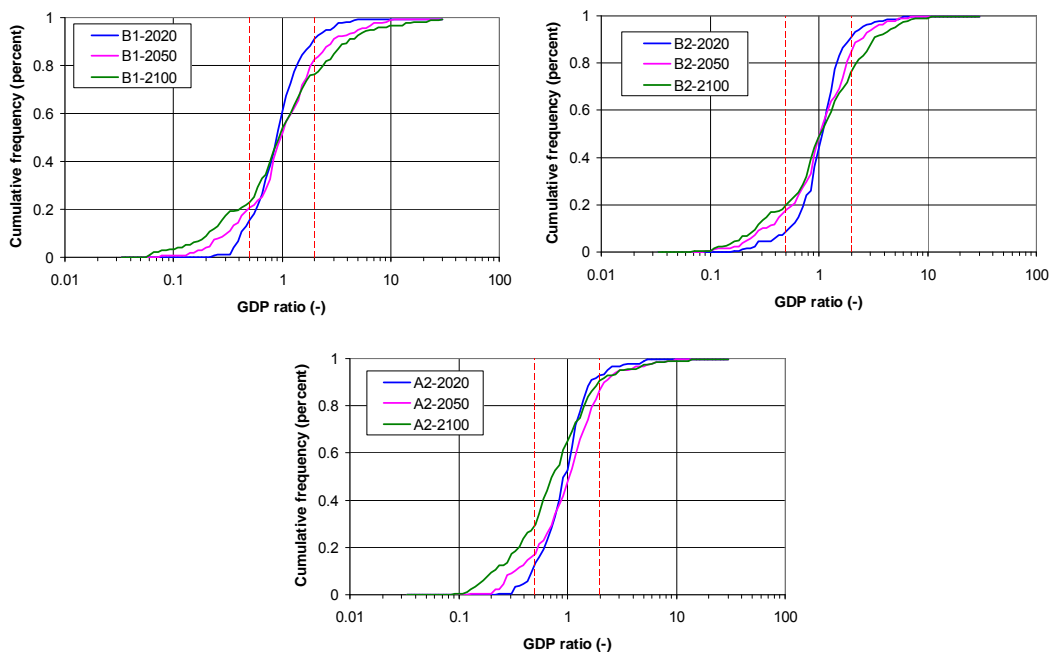 Cumulative frequency (percent)
1
0.8
0.6
0.4
0.2
0
B1-2020
B1-2050
B1-2100
0.01 0.1 1 10 100
GDP ratio (-)
Cumulative frequency (percent)
1
0.8
0.6
0.4
0.2
0
B2-2020
B2-2050
B2-2100
0.01 0.1 1 10 100
GDP ratio (-)
Cumulative frequency (percent)
1
0.8
0.6
0.4
0.2
0
A2-2020
A2-2050
A2-2100
0.01 0.1 1 10 100
GDP ratio (-)